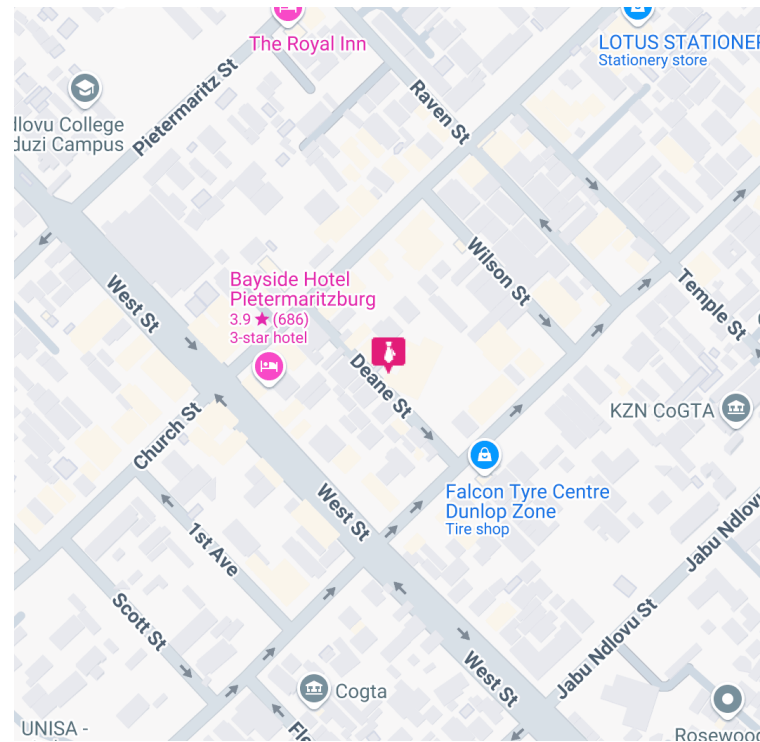 The Royal Inn
LOTUS STATIONER
Stationery store
Raven St
Pietermaritz St
dlovu College
duzi Campus
Wilson St
Temple St
Bayside Hotel
Pietermaritzburg
3.9 ★ (686)
3-star hotel
West St
Deane St
KZN CoGTA
Church St
Falcon Tyre Centre
Dunlop Zone
Tire shop
West St
1st Ave
Jabu Ndlovu
Scott St
Jabu Ndlovu St
West St
Cogta
UNISA -
Fle
Rosewood